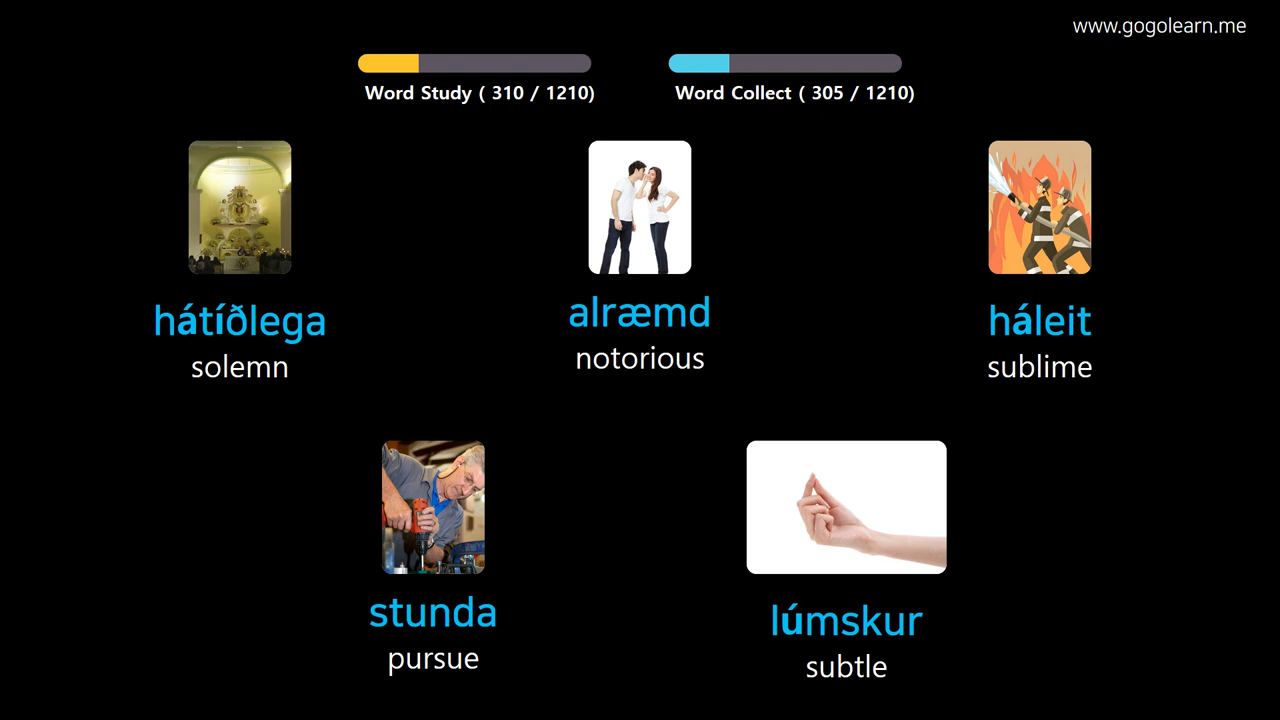 www.gogolearn.me
Word Study ( 310 / 1210)
Word Collect ( 305 / 1210)
hátíðlega
solemn
alræmd
notorious
háleit
sublime
stunda
pursue
lúmskur
subtle